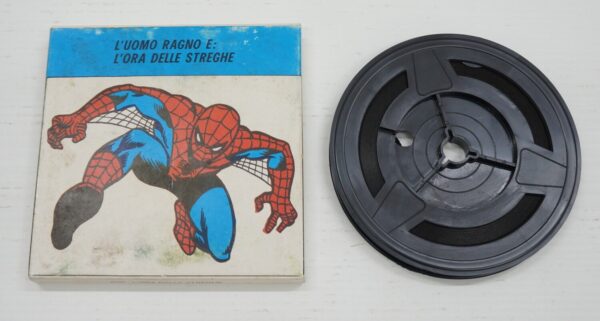 L'UOMO RAGNO E:
L'ORA DELLE STREGHE